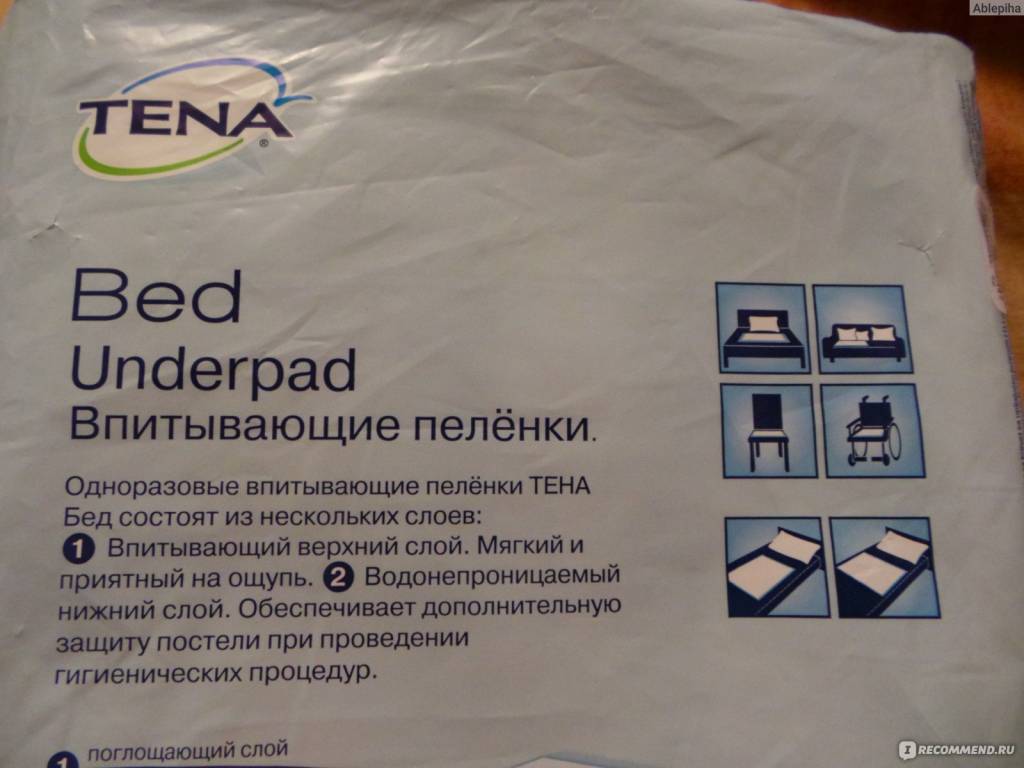 Ablepiha
TENA®
Bed
Underpad
Впитывающие пелёнки.
Одноразовые впитывающие пелёнки ТЕНА
Бед состоят из нескольких слоев:
1 Впитывающий верхний слой. Мягкий и
приятный на ощупь. 2 Водонепроницаемый
нижний слой. Обеспечивает дополнительную
защиту постели при проведении
гигиенических процедур.
1 поглощающий слой
I RECOMMEND.RU